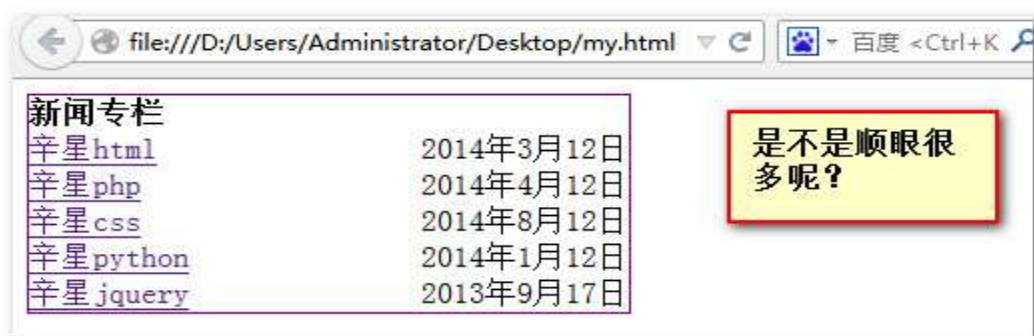 file:///D:/Users/Administrator/Desktop/my.html 百度 <Ctrl+K
新闻专栏
辛星html 2014年3月12日
辛星php 2014年4月12日
辛星css 2014年8月12日
辛星python 2014年1月12日
辛星jquery 2013年9月17日
是不是顺眼很
多呢？